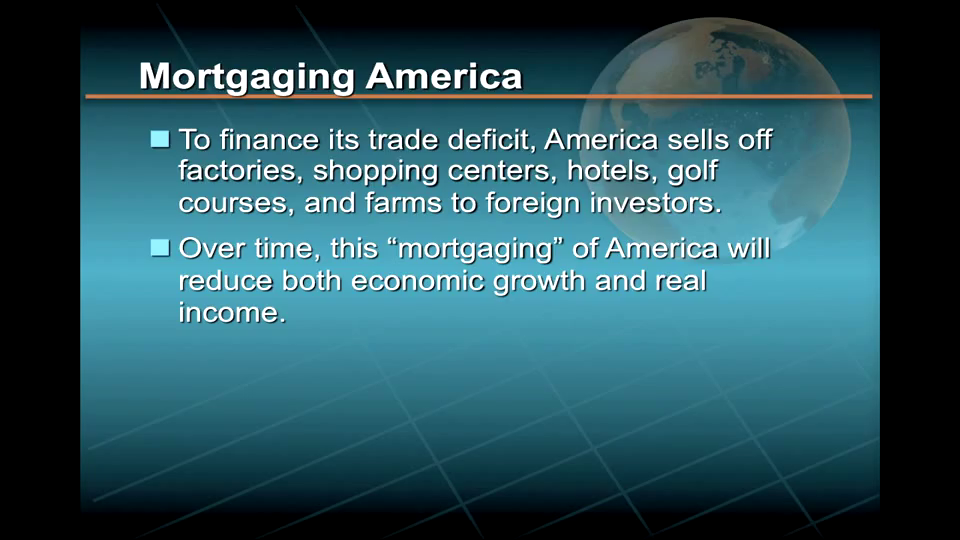 Mortgaging America
To finance its trade deficit, America sells off
factories, shopping centers, hotels, golf
courses, and farms to foreign investors.
Over time, this “mortgaging” of America will
reduce both economic growth and real
income.